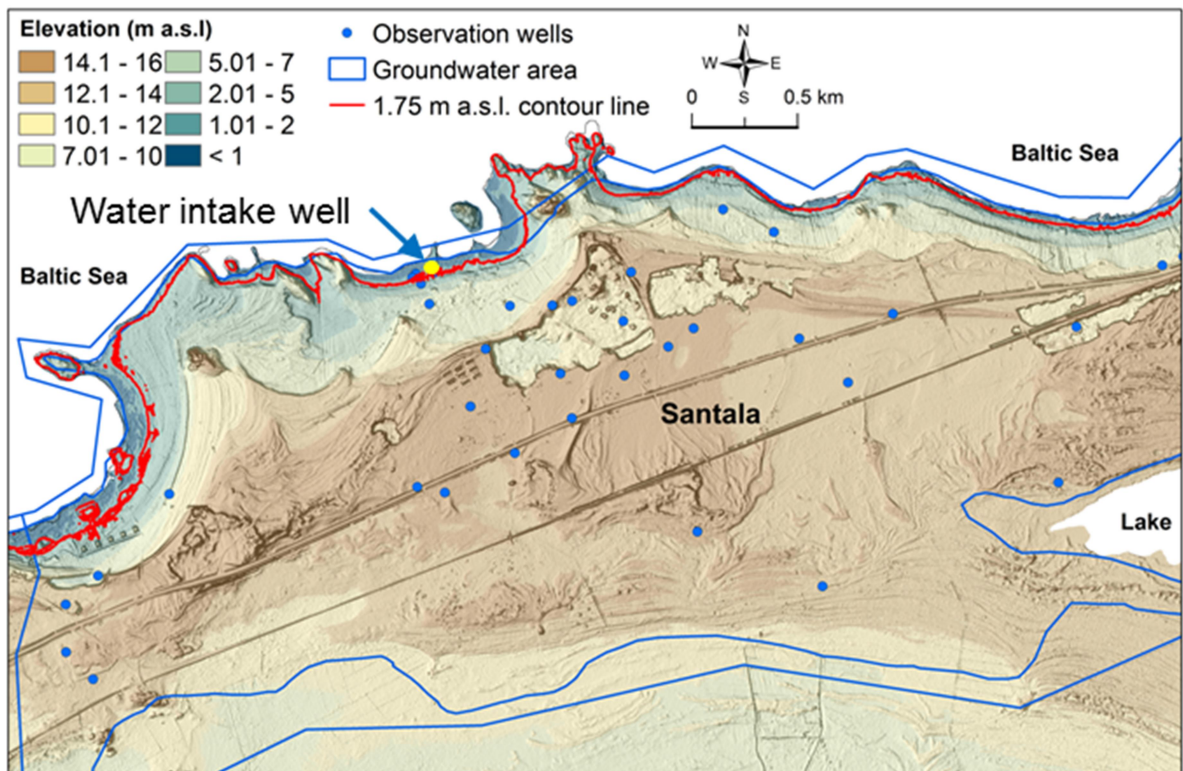 Elevation (m a.s.l)
14.1 - 16
12.1 - 14
10.1 - 12
7.01 - 10
5.01 - 7
2.01 - 5
1.01 - 2
< 1
Observation wells
Groundwater area
1.75 m a.s.l. contour line
N
W
E
S
0
0.5 km
Baltic Sea
Water intake well
Baltic Sea
Santala
Lake